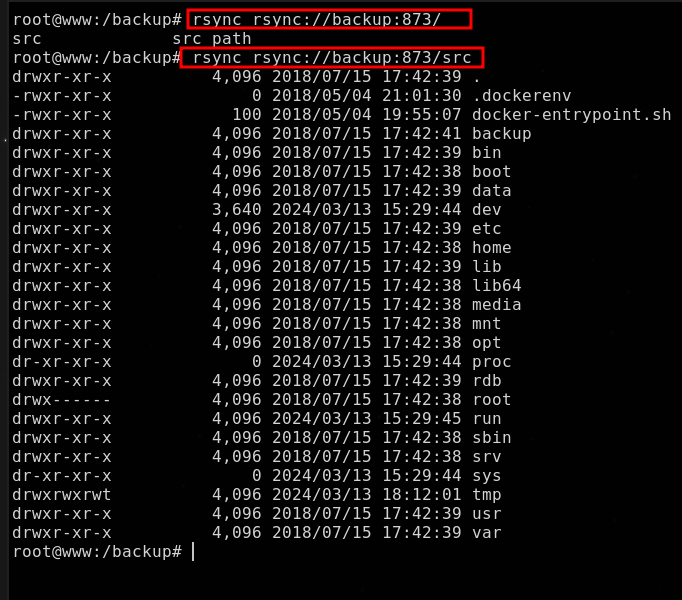 root@www:/backup# rsync rsync://backup:873/
src             src path
root@www:/backup# rsync rsync://backup:873/src
drwxr-xr-x          4,096 2018/07/15 17:42:39 .
-rwxr-xr-x              0 2018/05/04 21:01:30 .dockerenv
-rwxr-xr-x            100 2018/05/04 19:55:07 docker-entrypoint.sh
drwxr-xr-x          4,096 2018/07/15 17:42:41 backup
drwxr-xr-x          4,096 2018/07/15 17:42:39 bin
drwxr-xr-x          4,096 2018/07/15 17:42:38 boot
drwxr-xr-x          4,096 2018/07/15 17:42:39 data
drwxr-xr-x          3,640 2024/03/13 15:29:44 dev
drwxr-xr-x          4,096 2018/07/15 17:42:39 etc
drwxr-xr-x          4,096 2018/07/15 17:42:38 home
drwxr-xr-x          4,096 2018/07/15 17:42:39 lib
drwxr-xr-x          4,096 2018/07/15 17:42:38 lib64
drwxr-xr-x          4,096 2018/07/15 17:42:38 media
drwxr-xr-x          4,096 2018/07/15 17:42:38 mnt
drwxr-xr-x          4,096 2018/07/15 17:42:38 opt
dr-xr-xr-x              0 2024/03/13 15:29:44 proc
drwxr-xr-x          4,096 2018/07/15 17:42:39 rdb
drwx------          4,096 2018/07/15 17:42:38 root
drwxr-xr-x          4,096 2024/03/13 15:29:45 run
drwxr-xr-x          4,096 2018/07/15 17:42:38 sbin
drwxr-xr-x          4,096 2018/07/15 17:42:38 srv
dr-xr-xr-x              0 2024/03/13 15:29:44 sys
drwxrwxrwt          4,096 2024/03/13 18:12:01 tmp
drwxr-xr-x          4,096 2018/07/15 17:42:39 usr
drwxr-xr-x          4,096 2018/07/15 17:42:39 var
root@www:/backup#